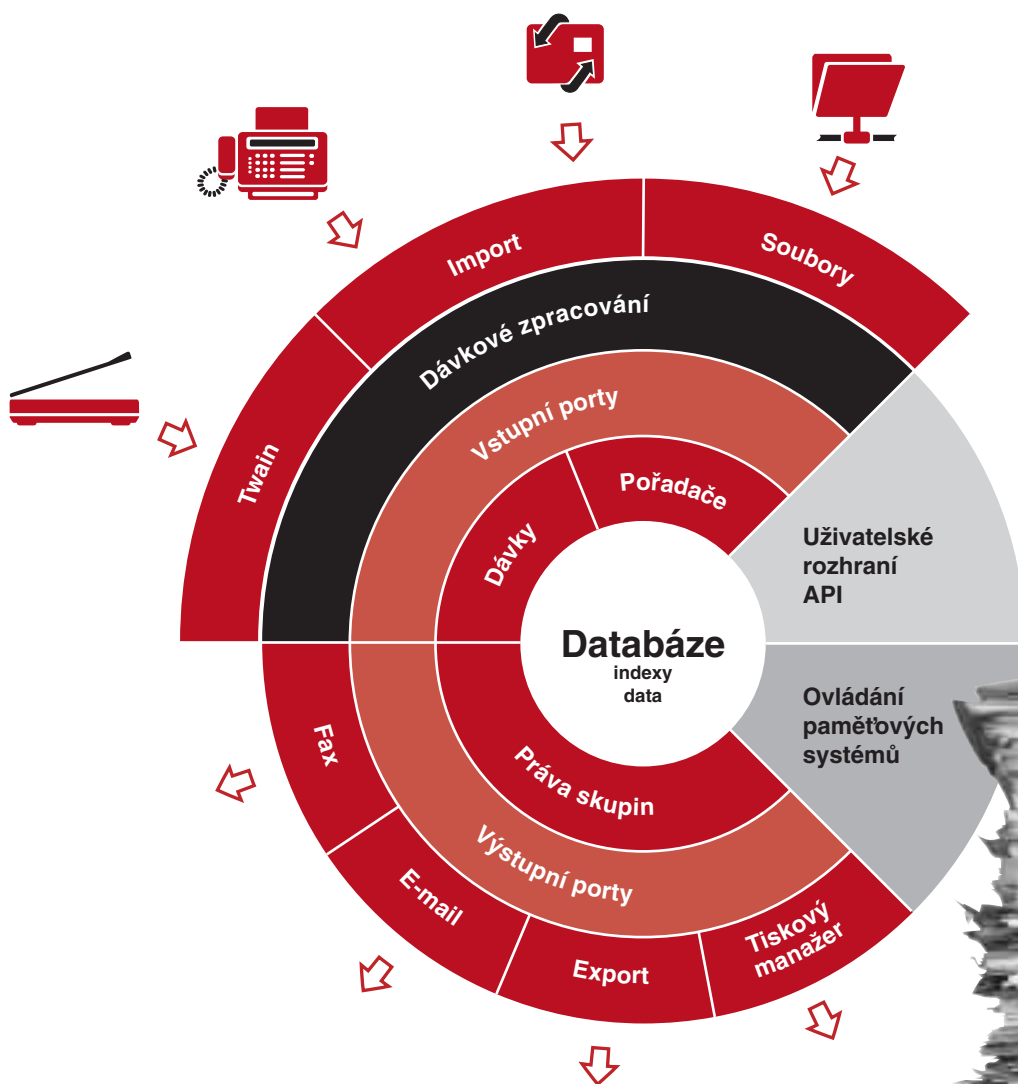 Import
Soubory
Twain
Dávkové zpracování
Vstupní porty
Pořadače
Dávky
Uživatelské
rozhraní
API
Databáze
indexy
data
Ovládání
paměťových
systémů
Práva skupin
Výstupní porty
Fax
E-mail
Export
Tiskový
manažer